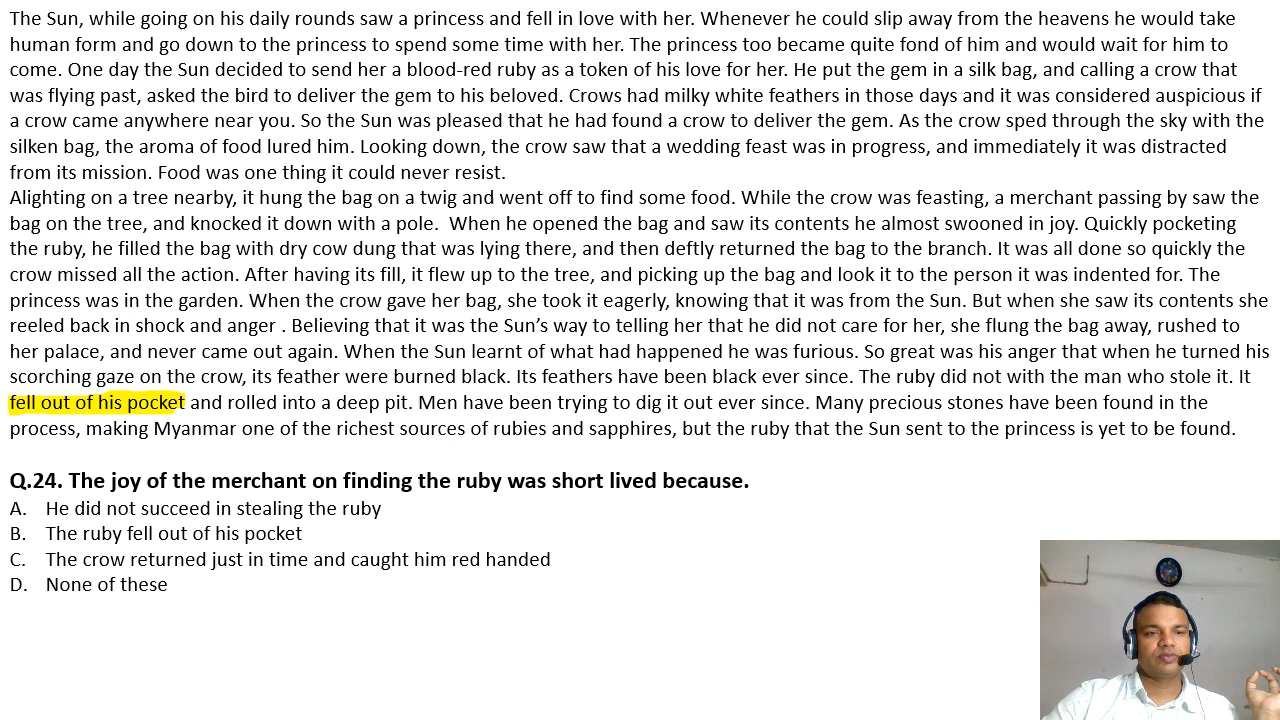 The Sun, while going on his daily rounds saw a princess and fell in love with her. Whenever he could slip away from the heavens he would take
human form and go down to the princess to spend some time with her. The princess too became quite fond of him and would wait for him to
come. One day the Sun decided to send her a blood-red ruby as a token of his love for her. He put the gem in a silk bag, and calling a crow that
was flying past, asked the bird to deliver the gem to his beloved. Crows had milky white feathers in those days and it was considered auspicious if
a crow came anywhere near you. So the Sun was pleased that he had found a crow to deliver the gem. As the crow sped through the sky with the
silken bag, the aroma of food lured him. Looking down, the crow saw that a wedding feast was in progress, and immediately it was distracted
from its mission. Food was one thing it could never resist.
Alighting on a tree nearby, it hung the bag on a twig and went off to find some food. While the crow was feasting, a merchant passing by saw the
bag on the tree, and knocked it down with a pole.  When he opened the bag and saw its contents he almost swooned in joy. Quickly pocketing
the ruby, he filled the bag with dry cow dung that was lying there, and then deftly returned the bag to the branch. It was all done so quickly the
crow missed all the action. After having its fill, it flew up to the tree, and picking up the bag and look it to the person it was indented for. The
princess was in the garden. When the crow gave her bag, she took it eagerly, knowing that it was from the Sun. But when she saw its contents she
reeled back in shock and anger . Believing that it was the Sun’s way to telling her that he did not care for her, she flung the bag away, rushed to
her palace, and never came out again. When the Sun learnt of what had happened he was furious. So great was his anger that when he turned his
scorching gaze on the crow, its feather were burned black. Its feathers have been black ever since. The ruby did not with the man who stole it. It
fell out of his pocket and rolled into a deep pit. Men have been trying to dig it out ever since. Many precious stones have been found in the
process, making Myanmar one of the richest sources of rubies and sapphires, but the ruby that the Sun sent to the princess is yet to be found.
Q.24. The joy of the merchant on finding the ruby was short lived because.
A. He did not succeed in stealing the ruby
B. The ruby fell out of his pocket
C. The crow returned just in time and caught him red handed
D. None of these